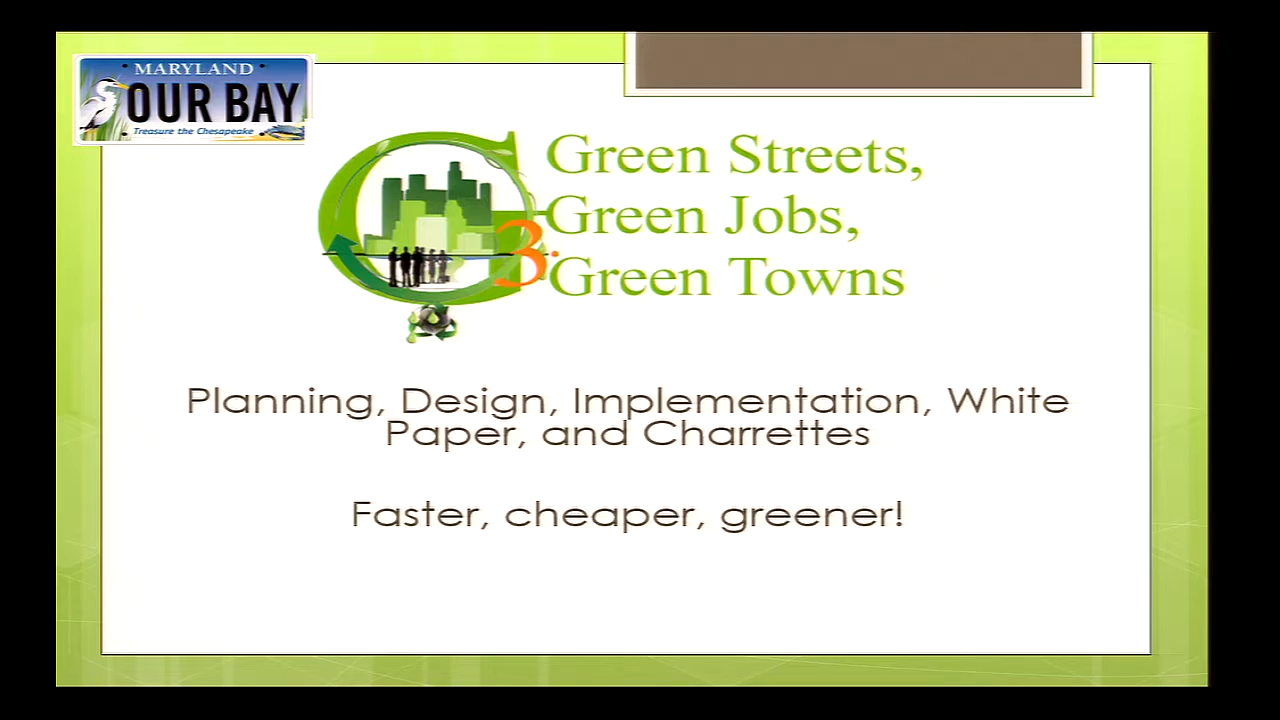 MARYLAND
OUR BAY
Treasure the Chesapeake
Green Streets,
Green Jobs,
3
Green Towns
Planning, Design, Implementation, White
Paper, and Charrettes
Faster, cheaper, greener!